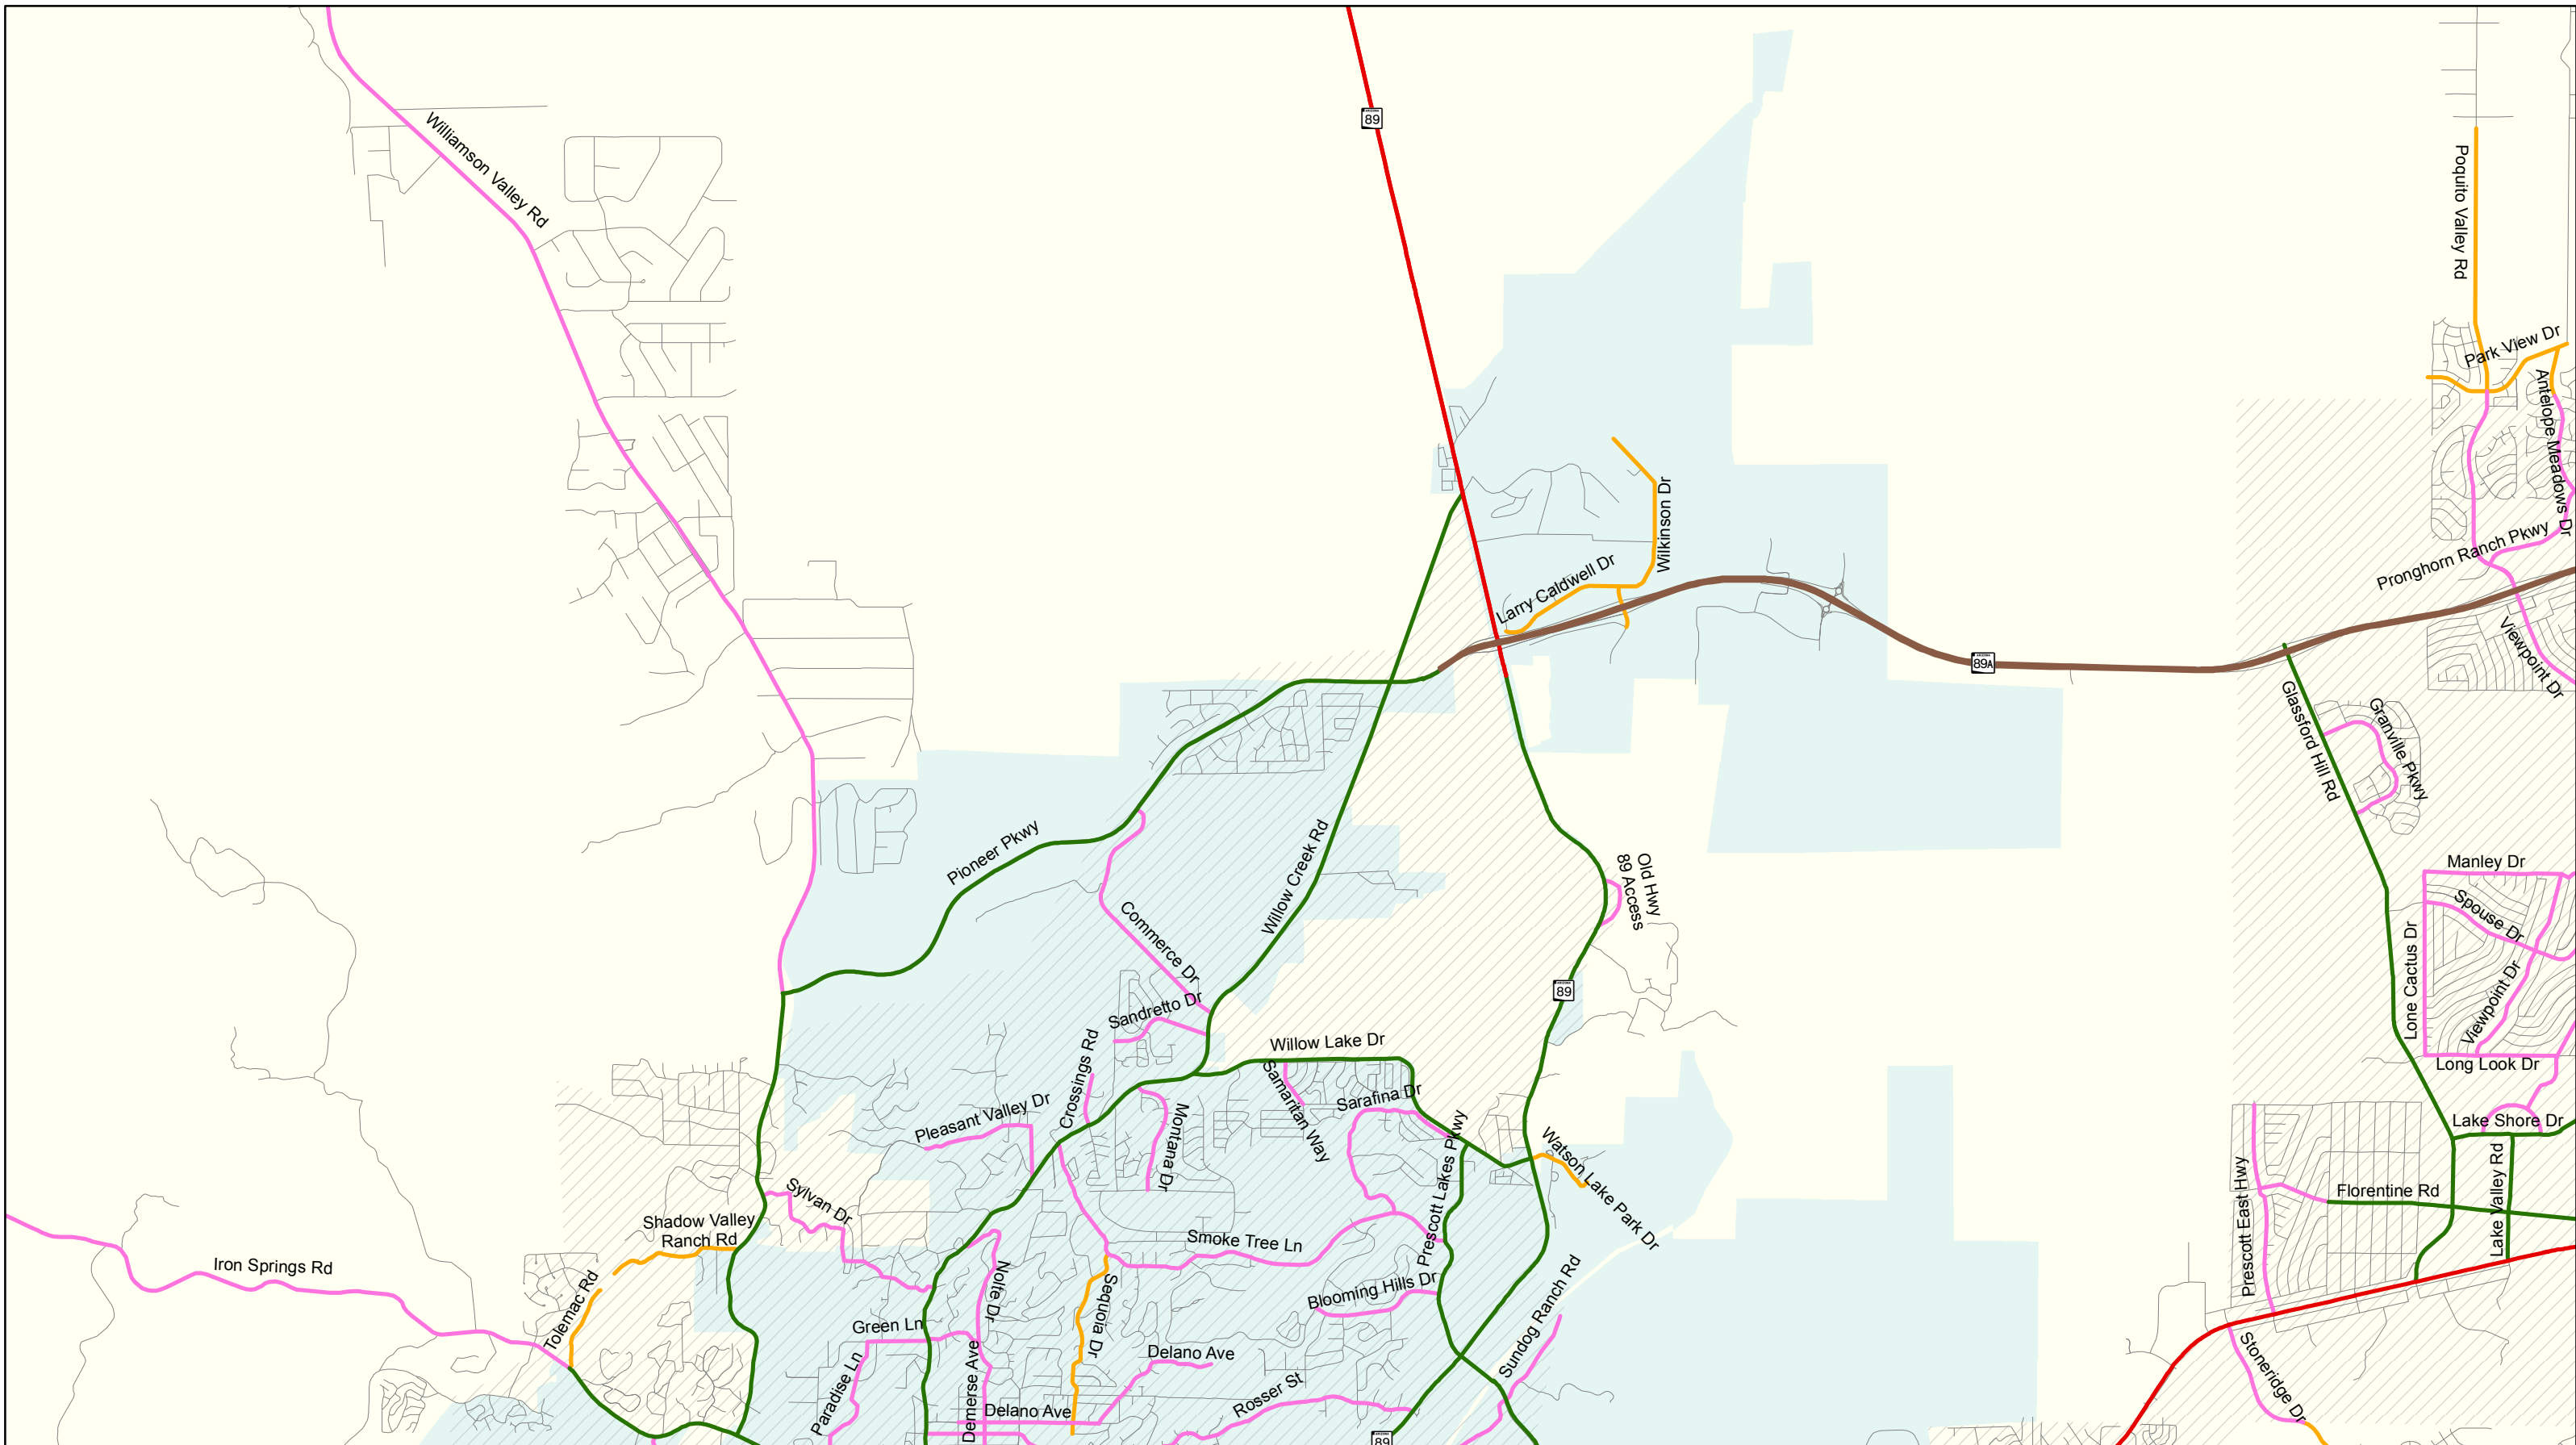 ARIZONA
89
Williamson Valley Rd
Poquito Valley Rd
Park View Dr
Antelope Meadows Dr
Wilkinson Dr
Larry Caldwell Dr
Pronghorn Ranch Pkwy
Viewpoint Dr
89A
Glassford Hill Rd
Granville Pkwy
Pioneer Pkwy
Willow Creek Rd
Old Hwy
89 Access
Manley Dr
Spouse Dr
Commerce Dr
Lone Cactus Dr
Viewpoint Dr
89
Sandretto Dr
Crossings Rd
Willow Lake Dr
Samaritan Way
Sarafina Dr
Long Look Dr
Pleasant Valley Dr
Montana Dr
Prescott Lakes Pkwy
Watson Lake Park Dr
Lake Shore Dr
Lake Valley Rd
Prescott East Hwy
Florentine Rd
Sylvan Dr
Shadow Valley
Ranch Rd
Iron Springs Rd
Tolemac Rd
Smoke Tree Ln
Nolte Dr
Sequoia Dr
Blooming Hills Dr
Sundog Ranch Rd
Green Ln
Paradise Ln
Demerse Ave
Delano Ave
Delano Ave
Rosser St
Stoneridge Dr
89